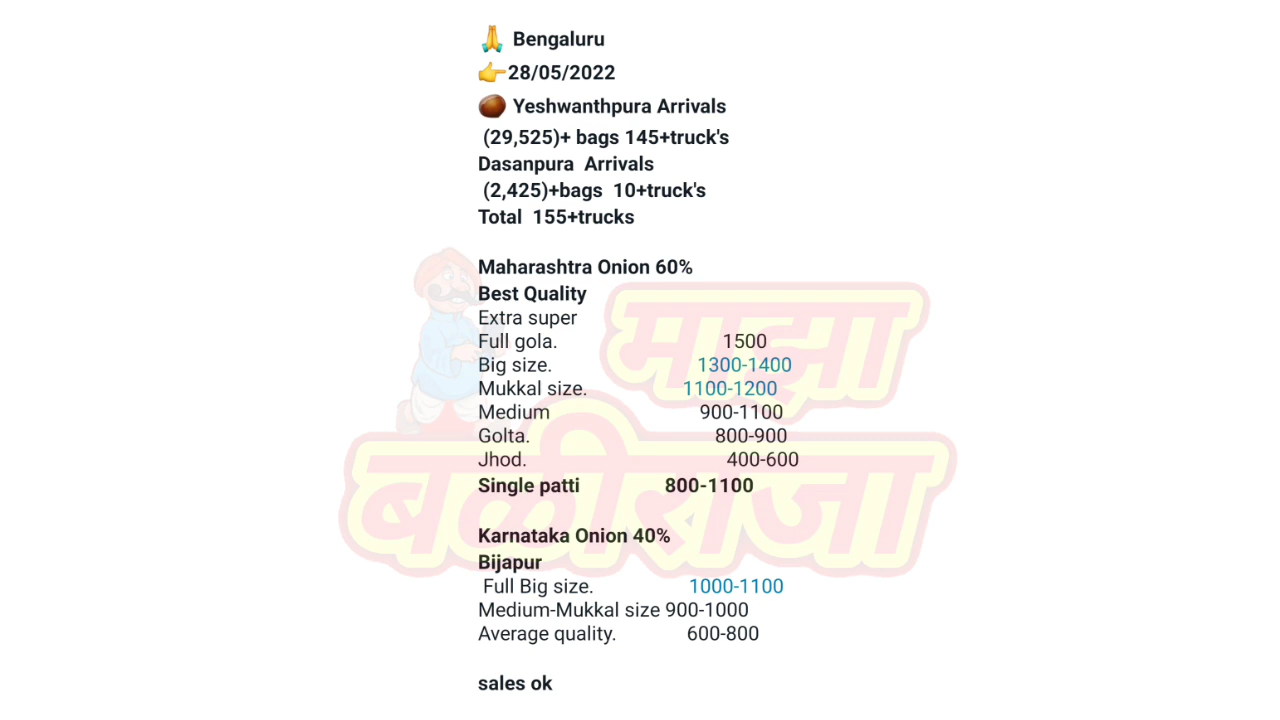 🙏 Bengaluru
👉28/05/2022
🌰 Yeshwanthpura Arrivals
(29,525)+ bags 145+truck's
Dasanpura Arrivals
(2,425)+bags 10+truck's
Total 155+trucks
Maharashtra Onion 60%
Best Quality
Extra super
Full gola. 1500
Big size. 1300-1400
Mukkal size. 1100-1200
Medium 900-1100
Golta. 800-900
Jhod. 400-600
Single patti 800-1100
Karnataka Onion 40%
Bijapur
Full Big size. 1000-1100
Medium-Mukkal size 900-1000
Average quality. 600-800
sales ok
माझा
बळीराजा